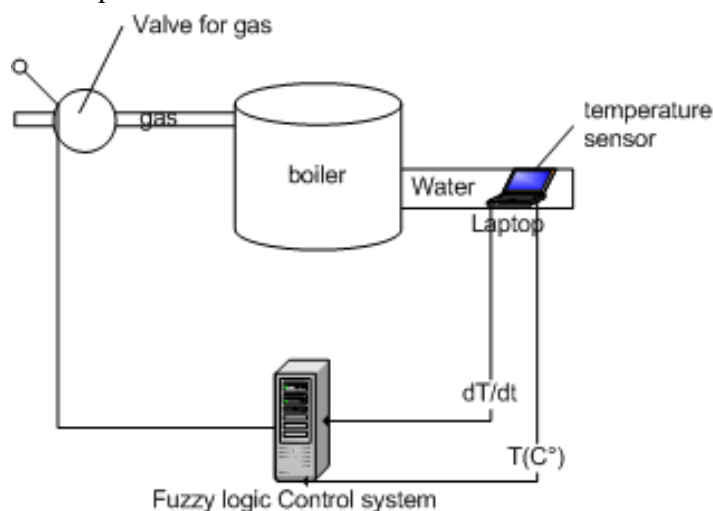 Valve for gas
gas
temperature
sensor
boiler
Water
Laptop
dT/dt
T(C°)
Fuzzy logic Control system